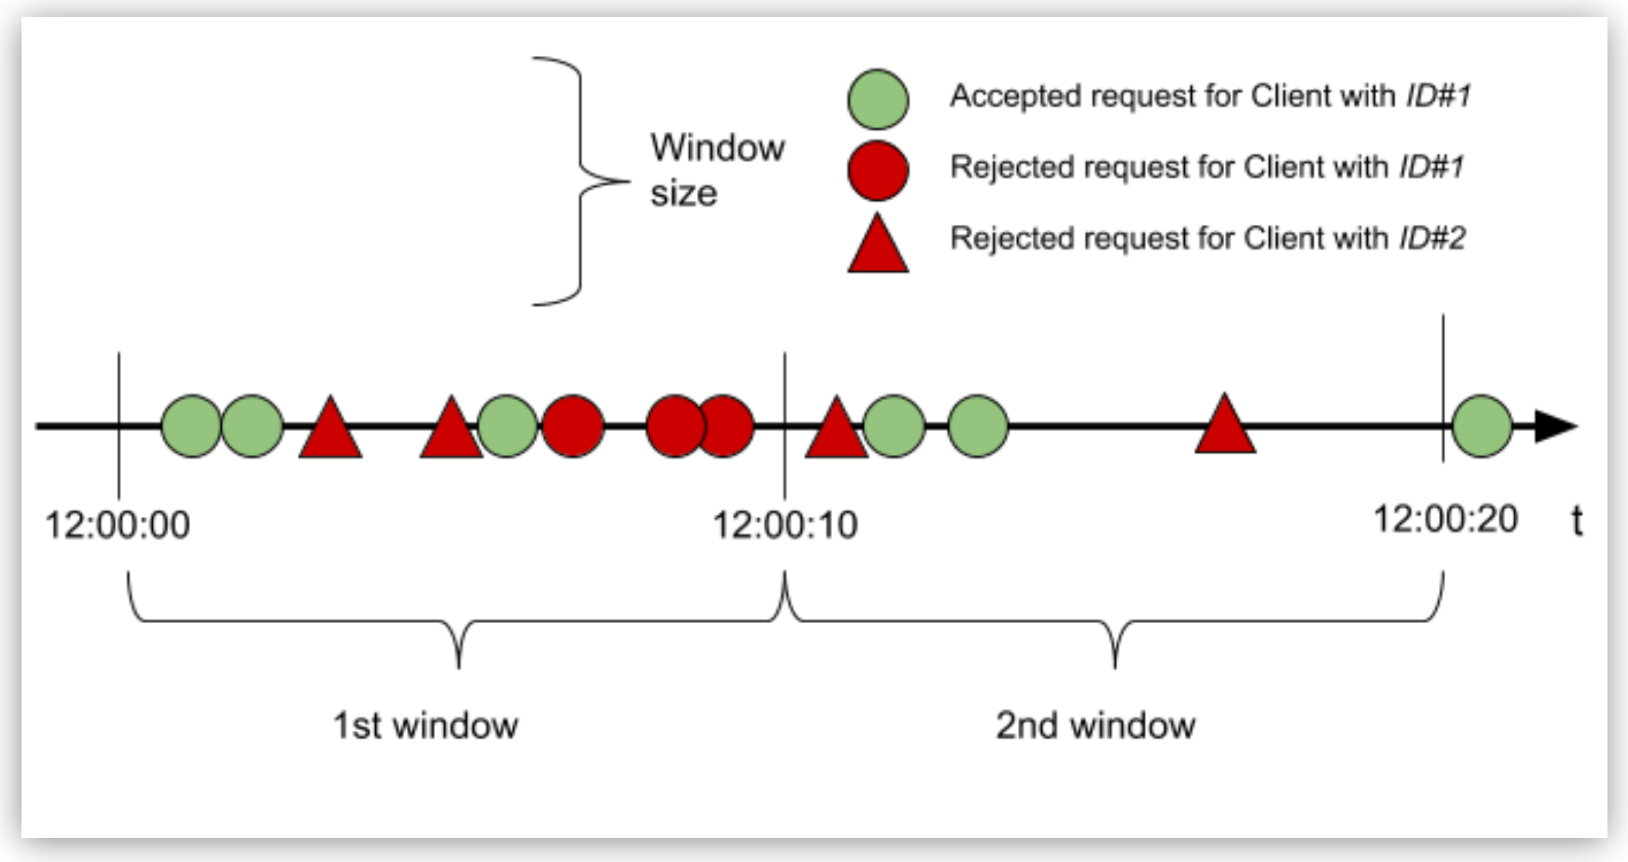 Window
size
Accepted request for Client with ID#1
Rejected request for Client with ID#1
Rejected request for Client with ID#2
12:00:00
12:00:10
12:00:20
t
1st window
2nd window